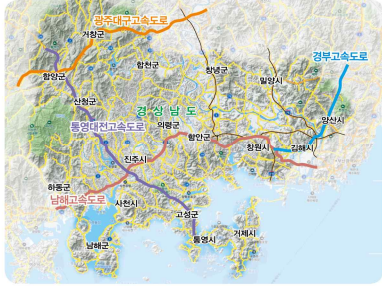 광주대구고속도로
거창군
경부고속도로
합천군
창녕군
함양군
밀양시
산청군
경상남도
양산시
의령군
통영대전고속도로
함안군
창원시
김해시
진주시
하동군
남해고속도로
사천시
고성군
거제시
통영시
남해군